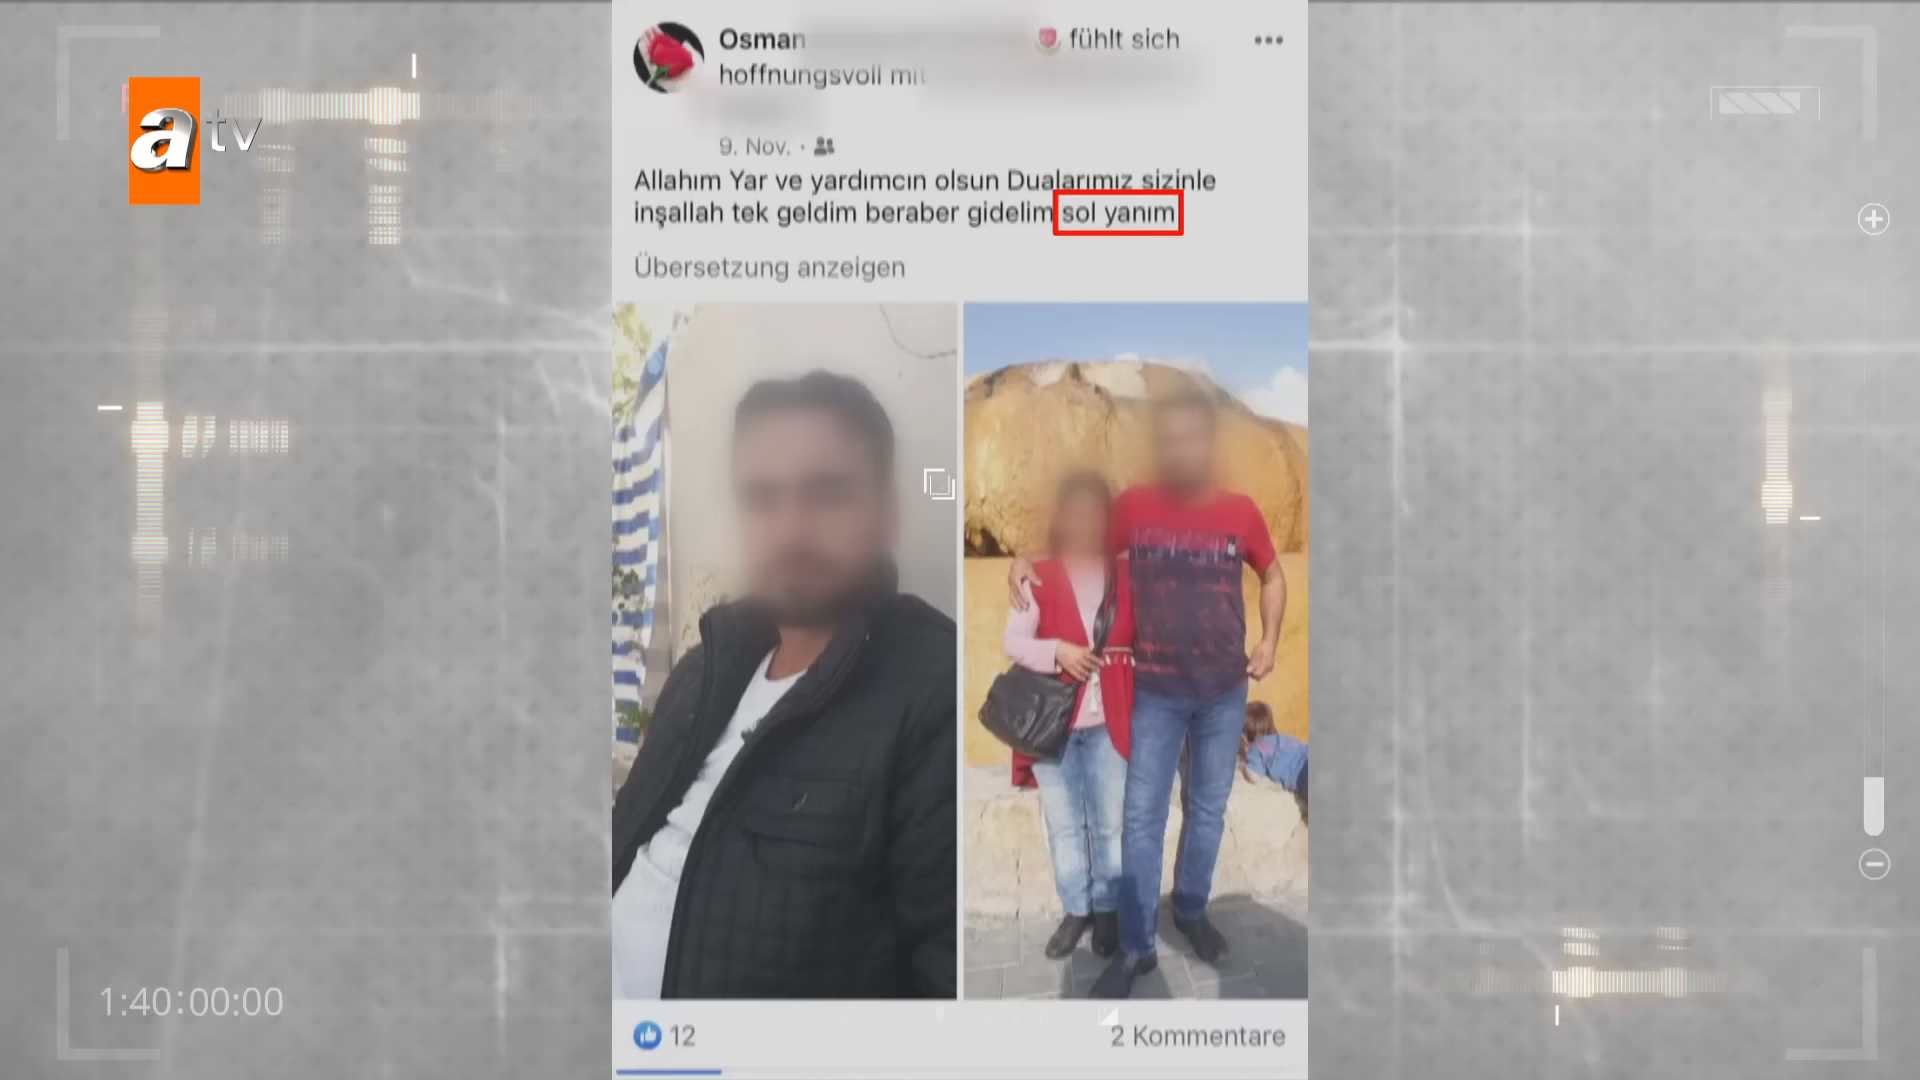 atv
Osman fühlt sich
hoffnungsvoll mit
9. Nov.
Allahım Yar ve yardımcın olsun Dualarımız sizinle
inşallah tek geldim beraber gidelim sol yanım
Übersetzung anzeigen
12 2 Kommentare
1:40:00:00